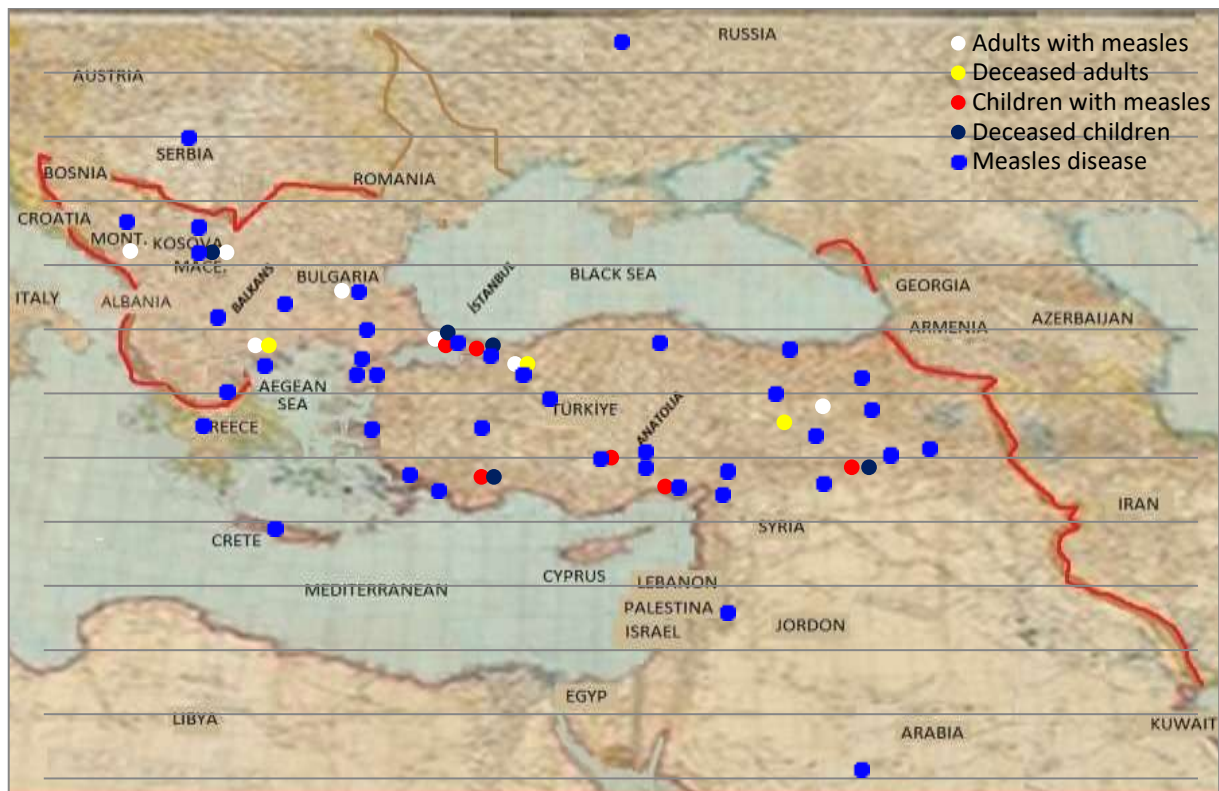 RUSSIA
Adults with measles
Deceased adults
Children with measles
Deceased children
Measles disease
AUSTRIA
SERBIA
BOSNIA
ROMANIA
CROATIA
MONT.
KOSOVA
MACE.
BULGARIA
BALKANS
İSTANBUL
BLACK SEA
GEORGIA
ITALY
ALBANIA
ARMENIA
AZERBAIJAN
AEGEAN
SEA
TÜRKİYE
ANATOLIA
GREECE
IRAN
SYRIA
CRETE
CYPRUS
LEBANON
MEDITERRANEAN
PALESTINA
ISRAEL
JORDON
EGYP
LIBYA
ARABIA
KUWAIT